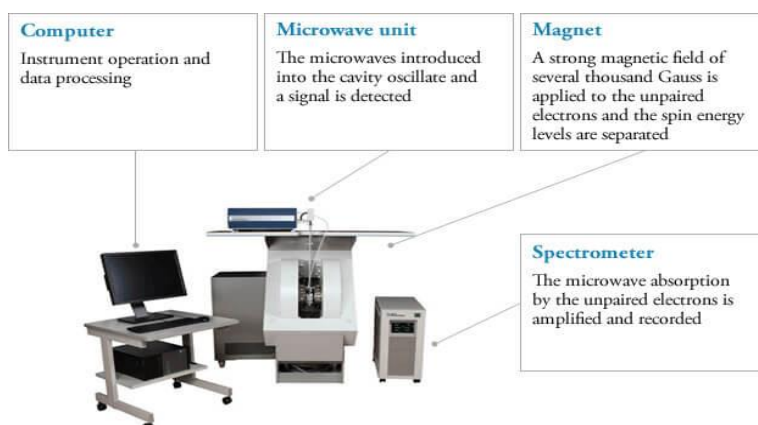 Computer
Instrument operation and
data processing
Microwave unit
The microwaves introduced
into the cavity oscillate and
a signal is detected
Magnet
A strong magnetic field of
several thousand Gauss is
applied to the unpaired
electrons and the spin energy
levels are separated
Spectrometer
The microwave absorption
by the unpaired electrons is
amplified and recorded